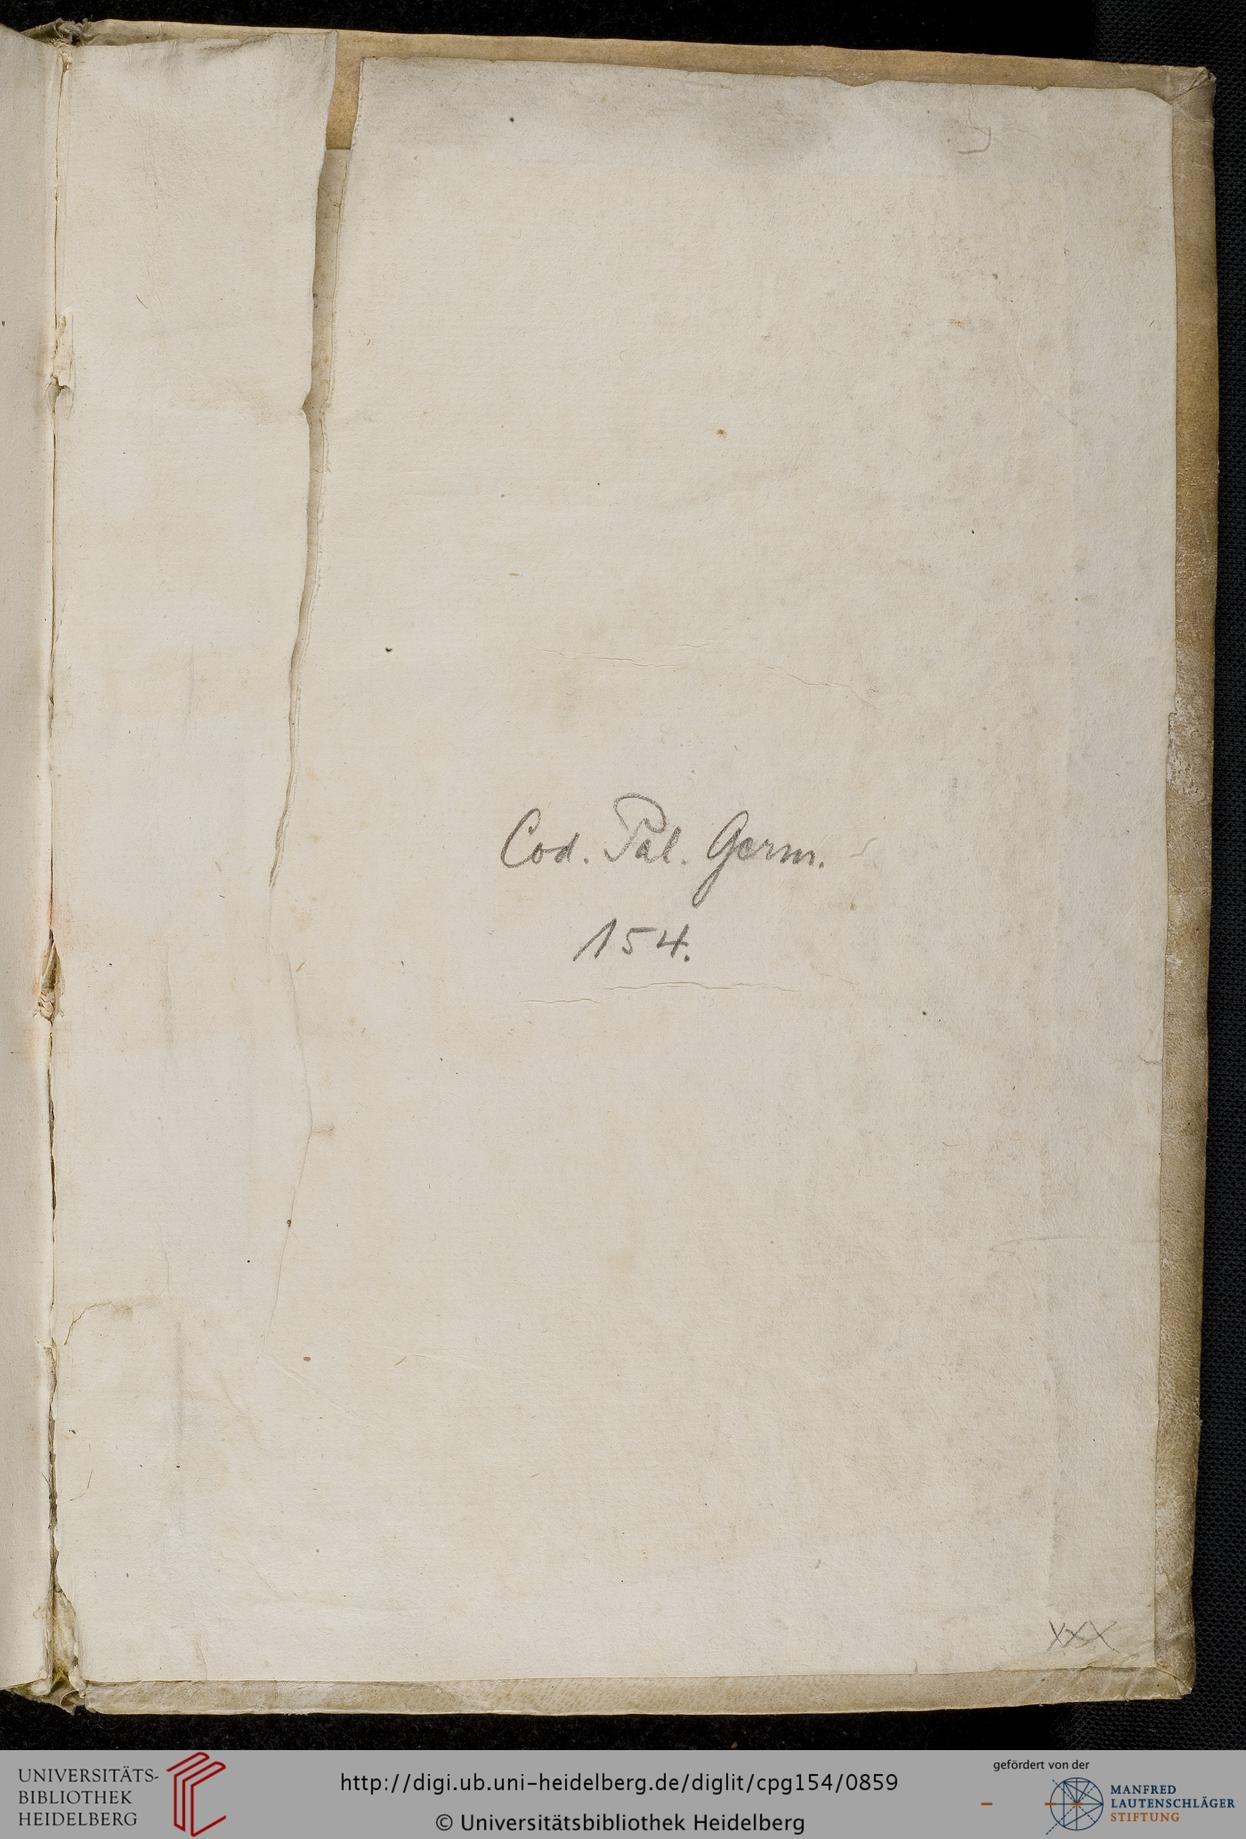 Cod. Pal. Germ.
154.
XXX
UNIVERSITÄTS-
BIBLIOTHEK
HEIDELBERG
http://digi.ub.uni-heidelberg.de/diglit/cpg154/0859
© Universitätsbibliothek Heidelberg
gefördert von der
MANFRED
LAUTENSCHLÄGER
STIFTUNG